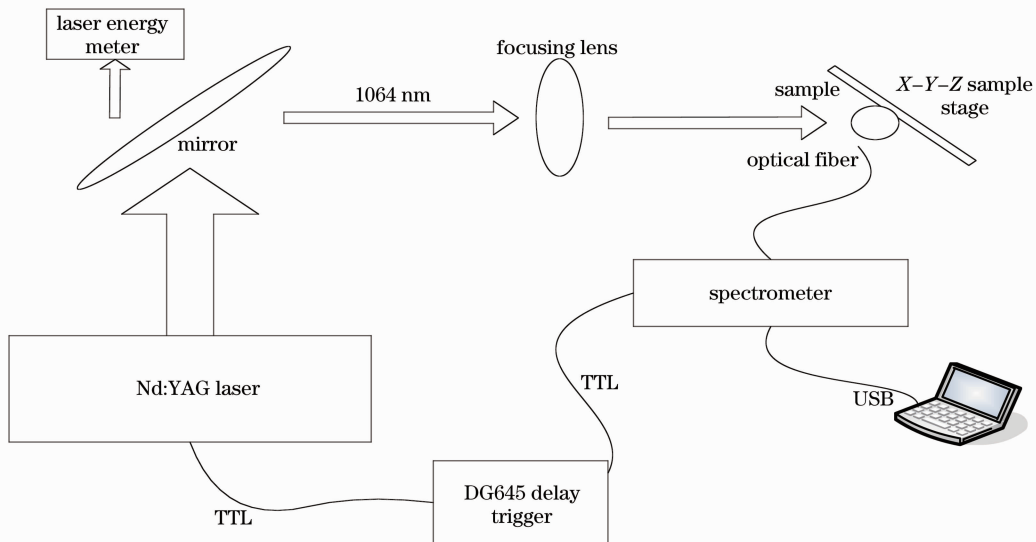 laser energy
meter
focusing lens
1064 nm
mirror
sample
X–Y–Z sample
stage
optical fiber
spectrometer
Nd:YAG laser
TTL
USB
DG645 delay
trigger
TTL